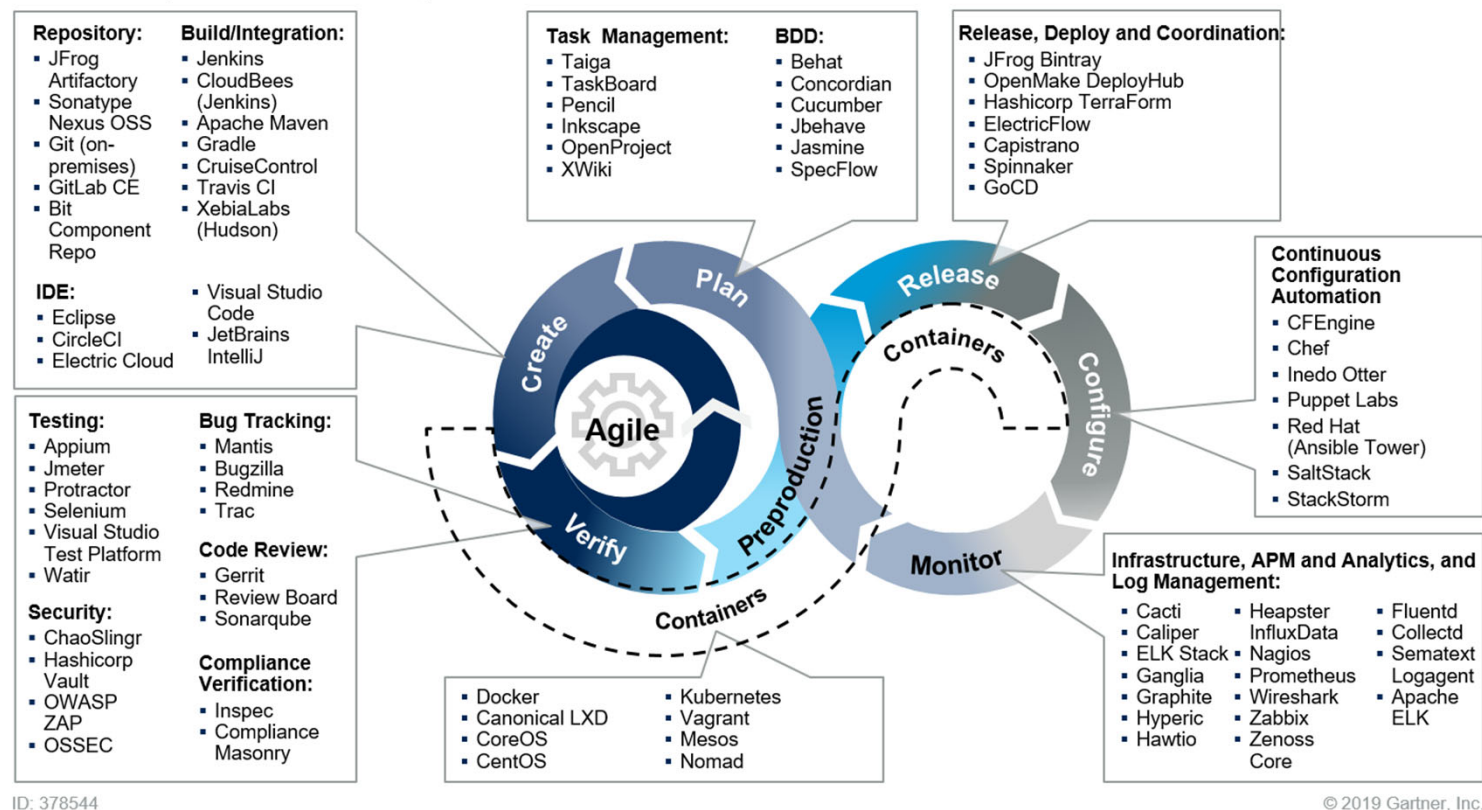 Repository:
JFrog
Artifactory
Sonatype
Nexus OSS
Git (on-
premises)
GitLab CE
Bit
Component
Repo
Build/Integration:
Jenkins
CloudBees
(Jenkins)
Apache Maven
Gradle
CruiseControl
Travis CI
XebiaLabs
(Hudson)
IDE:
Eclipse
CircleCI
Electric Cloud
Visual Studio
Code
JetBrains
IntelliJ
Task Management:
Taiga
TaskBoard
Pencil
Inkscape
OpenProject
XWiki
BDD:
Behat
Concordian
Cucumber
Jbehave
Jasmine
SpecFlow
Release, Deploy and Coordination:
JFrog Bintray
OpenMake DeployHub
Hashicorp TerraForm
ElectricFlow
Capistrano
Spinnaker
GoCD
Continuous
Configuration
Automation
CFEngine
Chef
Inedo Otter
Puppet Labs
Red Hat
(Ansible Tower)
SaltStack
StackStorm
Plan
Create
Agile
Verify
Preproduction
Release
Containers
Configure
Monitor
Containers
Testing:
Appium
Jmeter
Protractor
Selenium
Visual Studio
Test Platform
Watir
Security:
ChaoSlingr
Hashicorp
Vault
OWASP
ZAP
OSSEC
Bug Tracking:
Mantis
Bugzilla
Redmine
Trac
Code Review:
Gerrit
Review Board
Sonarqube
Compliance
Verification:
Inspec
Compliance
Masonry
Docker
Canonical LXD
CoreOS
CentOS
Kubernetes
Vagrant
Mesos
Nomad
Infrastructure, APM and Analytics, and
Log Management:
Cacti
Caliper
ELK Stack
Ganglia
Graphite
Hyperic
Hawtio
Heapster
InfluxData
Nagios
Prometheus
Wireshark
Zabbix
Zenoss
Core
Fluentd
Collectd
Sematext
Logagent
Apache
ELK
ID: 378544
© 2019 Gartner, Inc